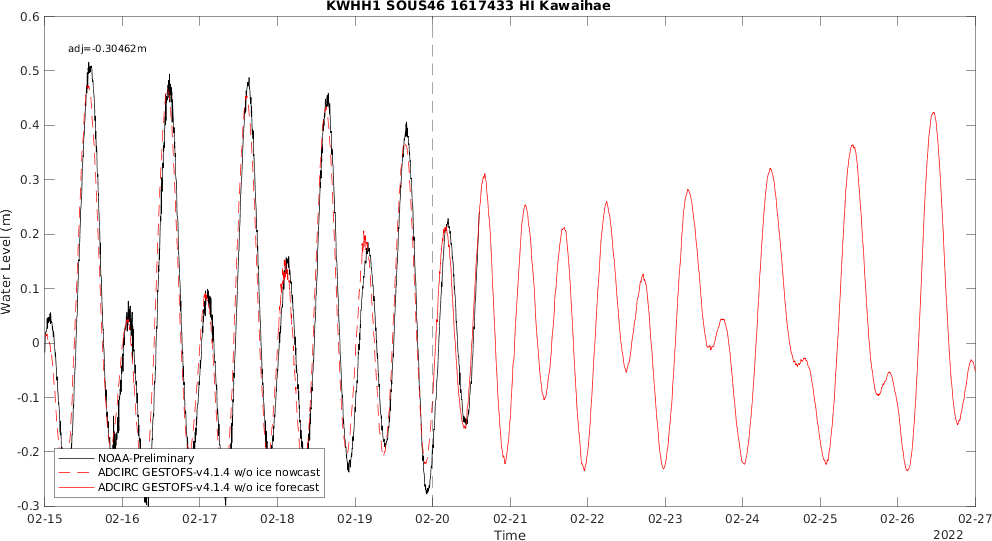 KWHH1 SOUS46 1617433 HI Kawaihae
adj=-0.30462m
Water Level (m)
0.6
0.5
0.4
0.3
0.2
0.1
0
-0.1
-0.2
-0.3
NOAA-Preliminary
ADCIRC GESTOFS-v4.1.4 w/o ice nowcast
ADCIRC GESTOFS-v4.1.4 w/o ice forecast
02-15 02-16 02-17 02-18 02-19 02-20 02-21 02-22 02-23 02-24 02-25 02-26 02-27
Time
2022